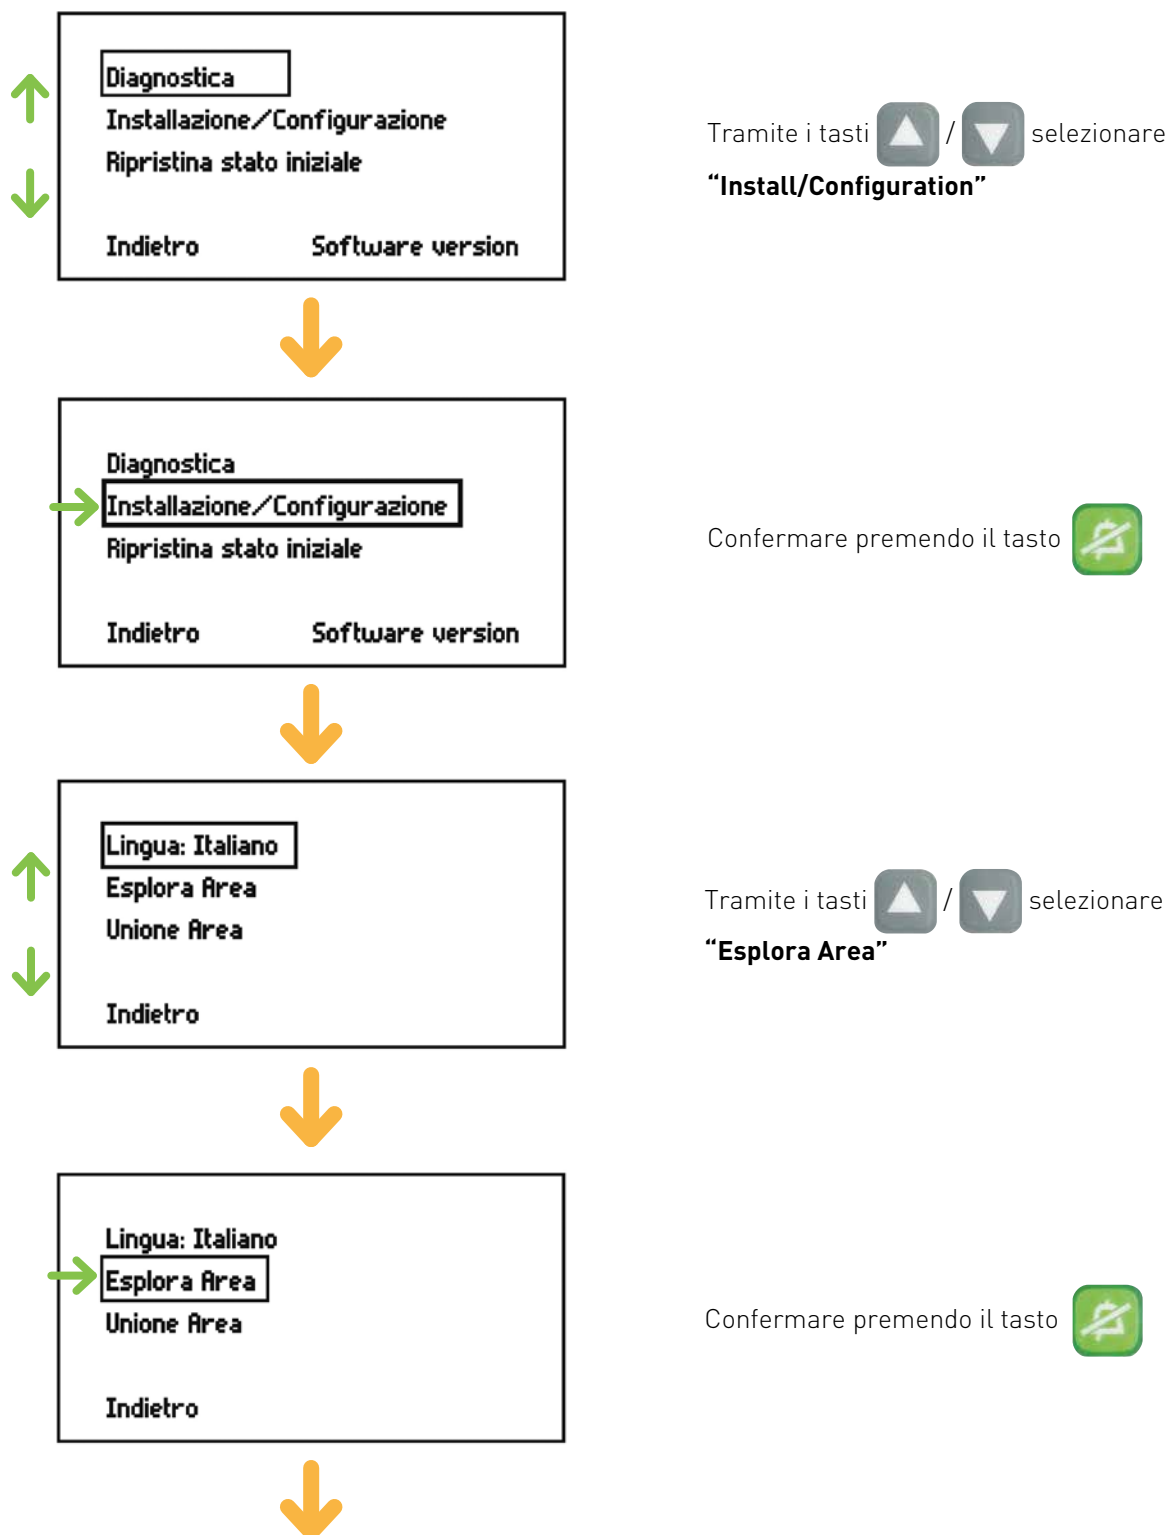 Diagnostica
Installazione/Configurazione
Ripristina stato iniziale
Indietro Software version
Tramite i tasti / selezionare
“Install/Configuration”
Diagnostica
Installazione/Configurazione
Ripristina stato iniziale
Indietro Software version
Confermare premendo il tasto
Lingua: Italiano
Esplora Area
Unione Area
Indietro
Tramite i tasti / selezionare
“Esplora Area”
Lingua: Italiano
Esplora Area
Unione Area
Indietro
Confermare premendo il tasto